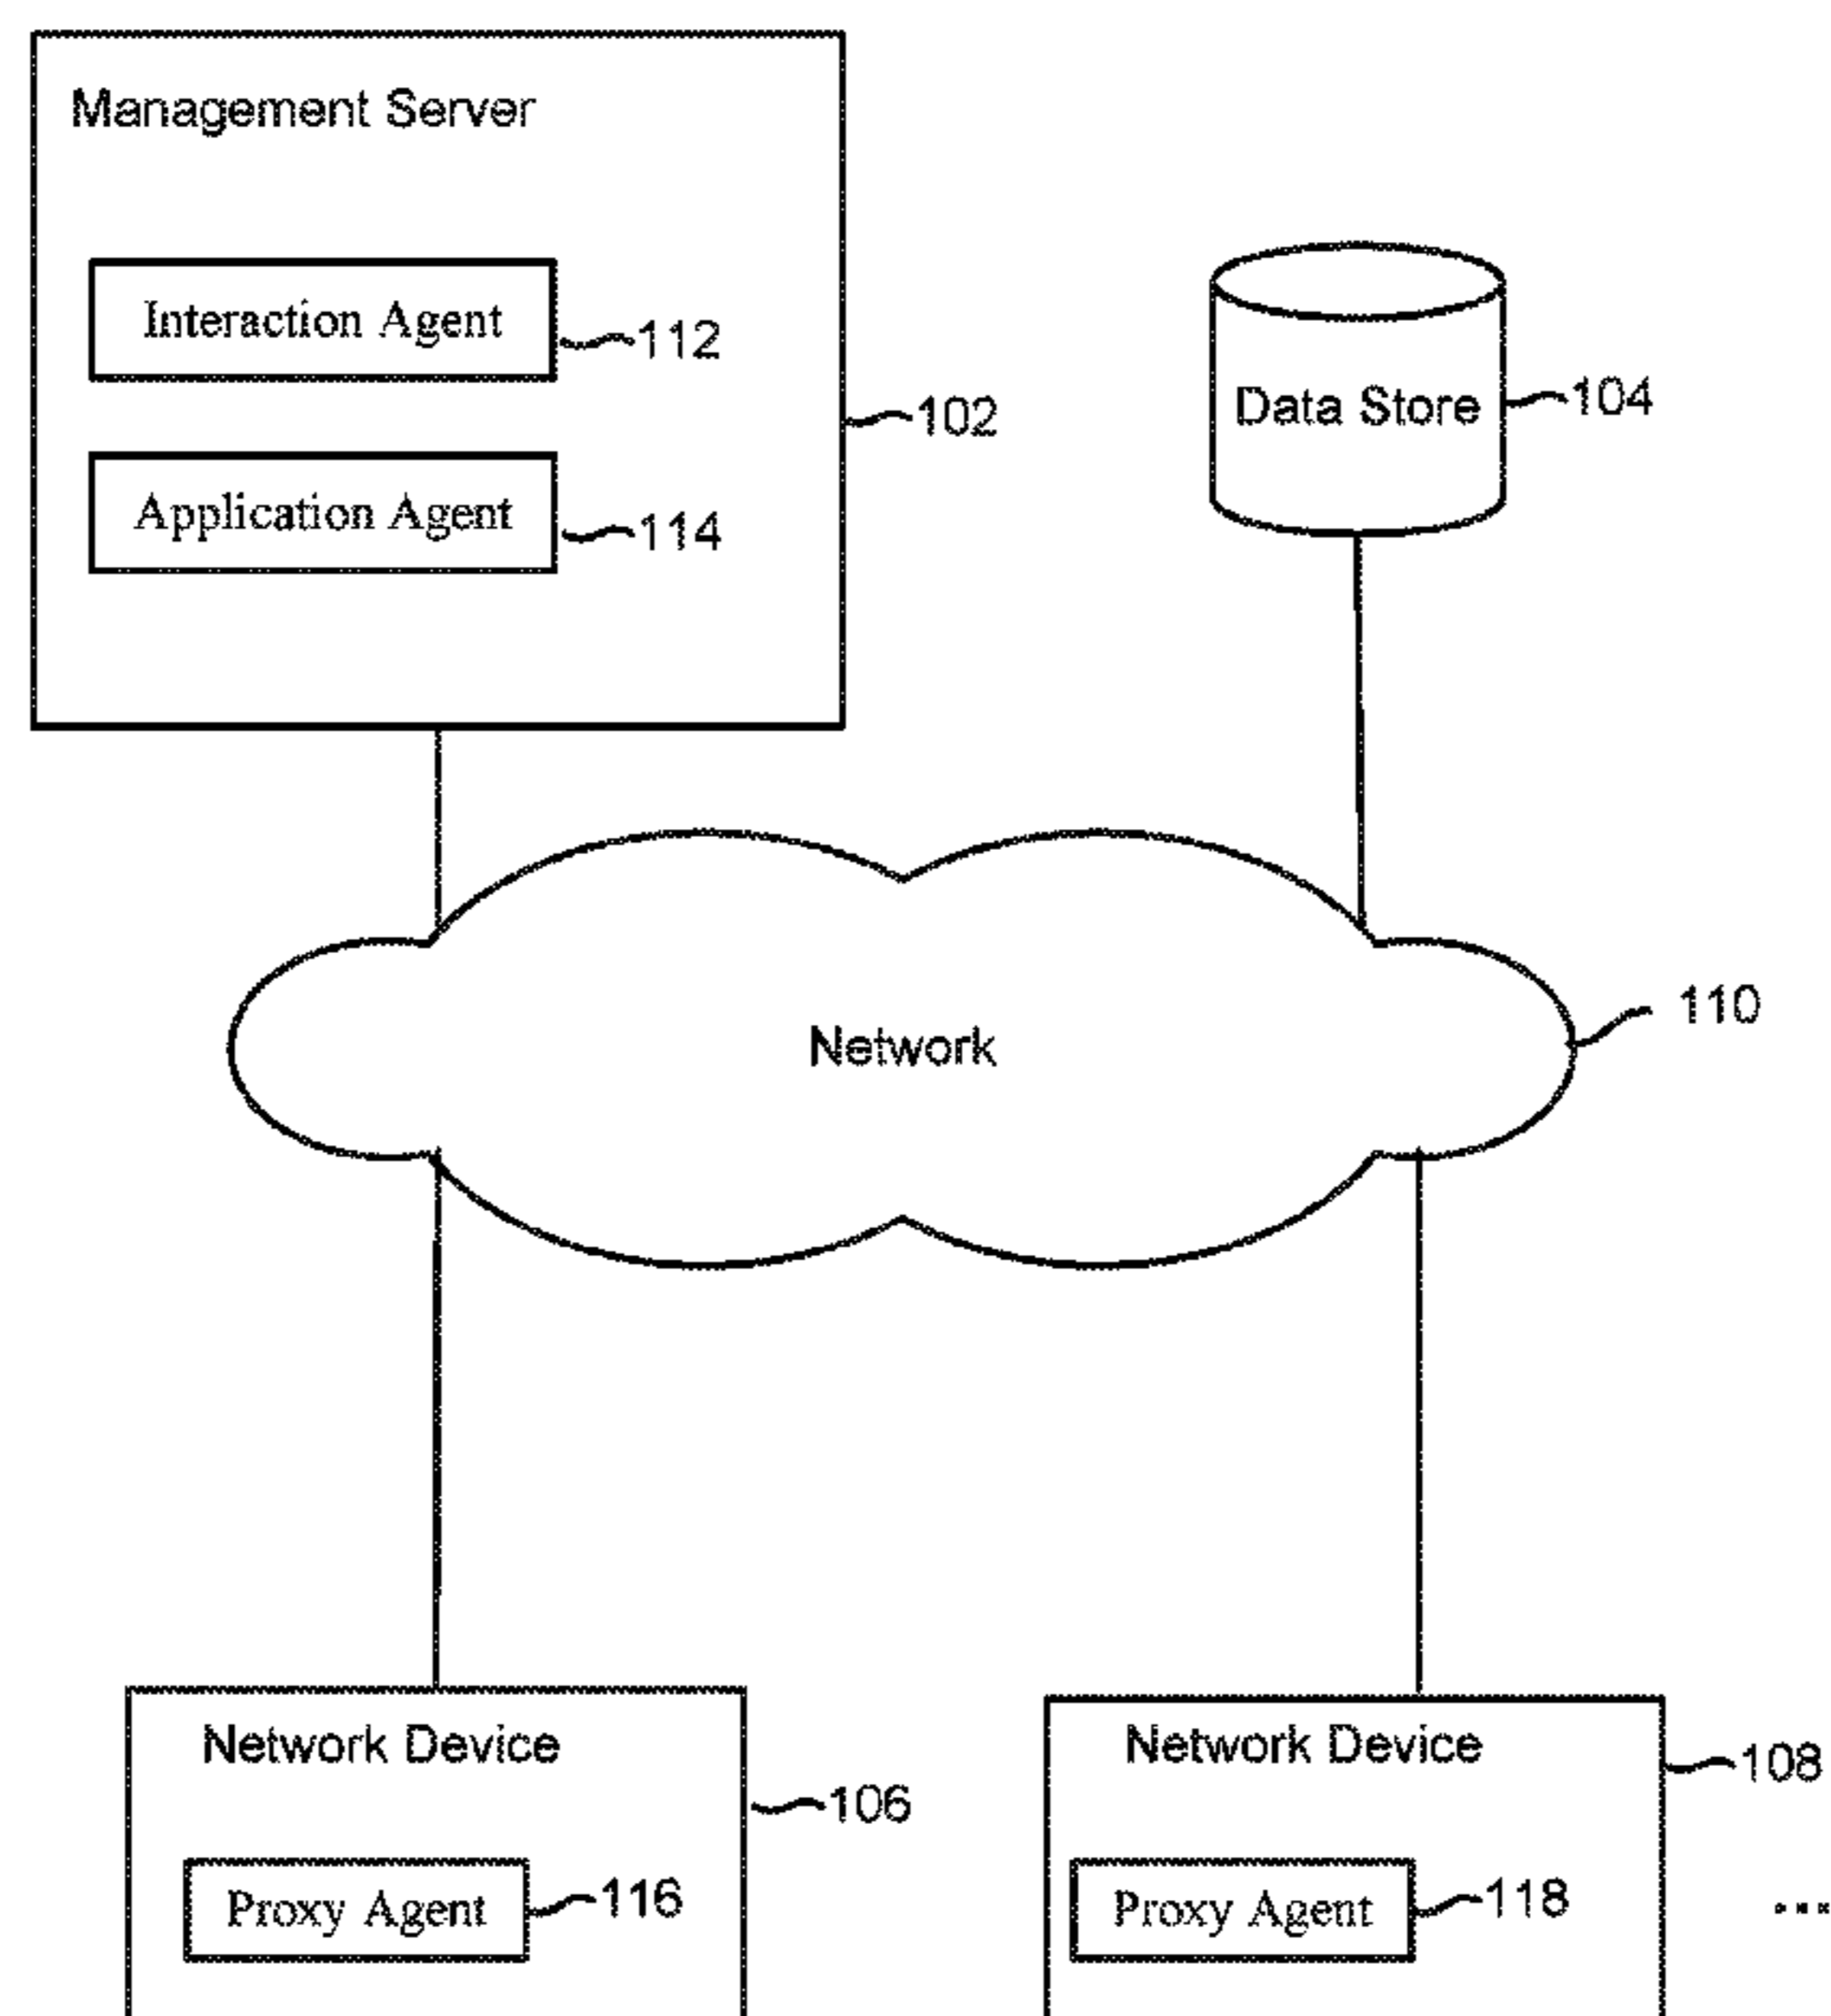 Management Server
Interaction Agent
112
102
Data Store
104
Application Agent
114
Network
110
Network Device
106
Proxy Agent
116
Network Device
108
Proxy Agent
118
...